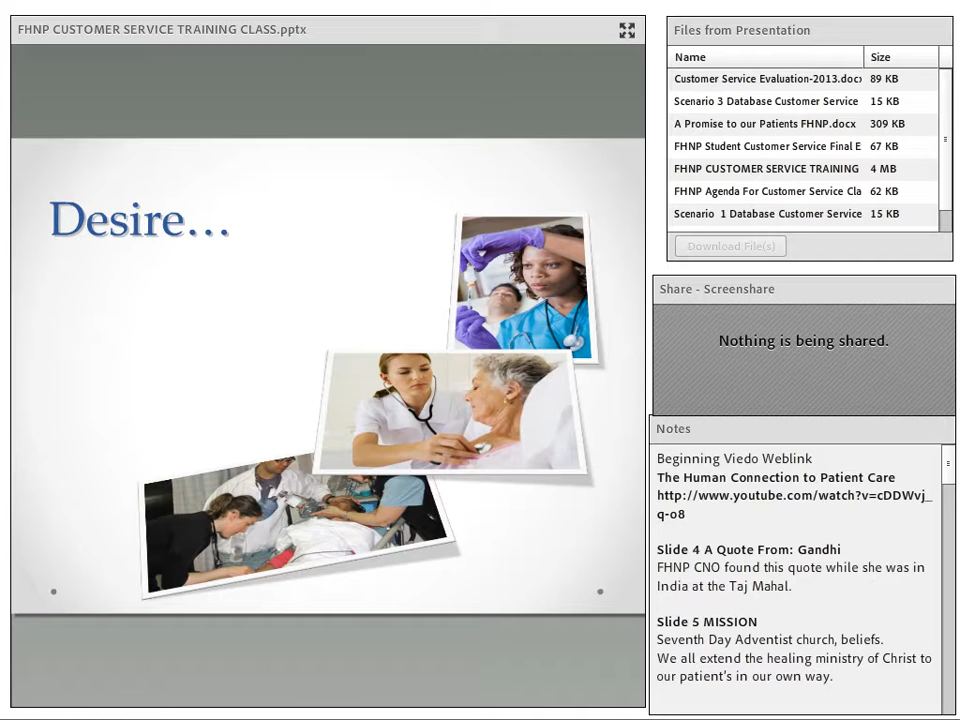 FHNP CUSTOMER SERVICE TRAINING CLASS.pptx
Desire...
Files from Presentation
Name Size
Customer Service Evaluation-2013.docx 89 KB
Scenario 3 Database Customer Service 15 KB
A Promise to our Patients FHNP.docx 309 KB
FHNP Student Customer Service Final E 67 KB
FHNP CUSTOMER SERVICE TRAINING 4 MB
FHNP Agenda For Customer Service Cla 62 KB
Scenario 1 Database Customer Service 15 KB
Download File(s)
Share - Screenshare
Nothing is being shared.
Notes
Beginning Viedo Weblink
The Human Connection to Patient Care
http://www.youtube.com/watch?v=cDDWvj_
q-o8
Slide 4 A Quote From: Gandhi
FHNP CNO found this quote while she was in
India at the Taj Mahal.
Slide 5 MISSION
Seventh Day Adventist church, beliefs.
We all extend the healing ministry of Christ to
our patient's in our own way.